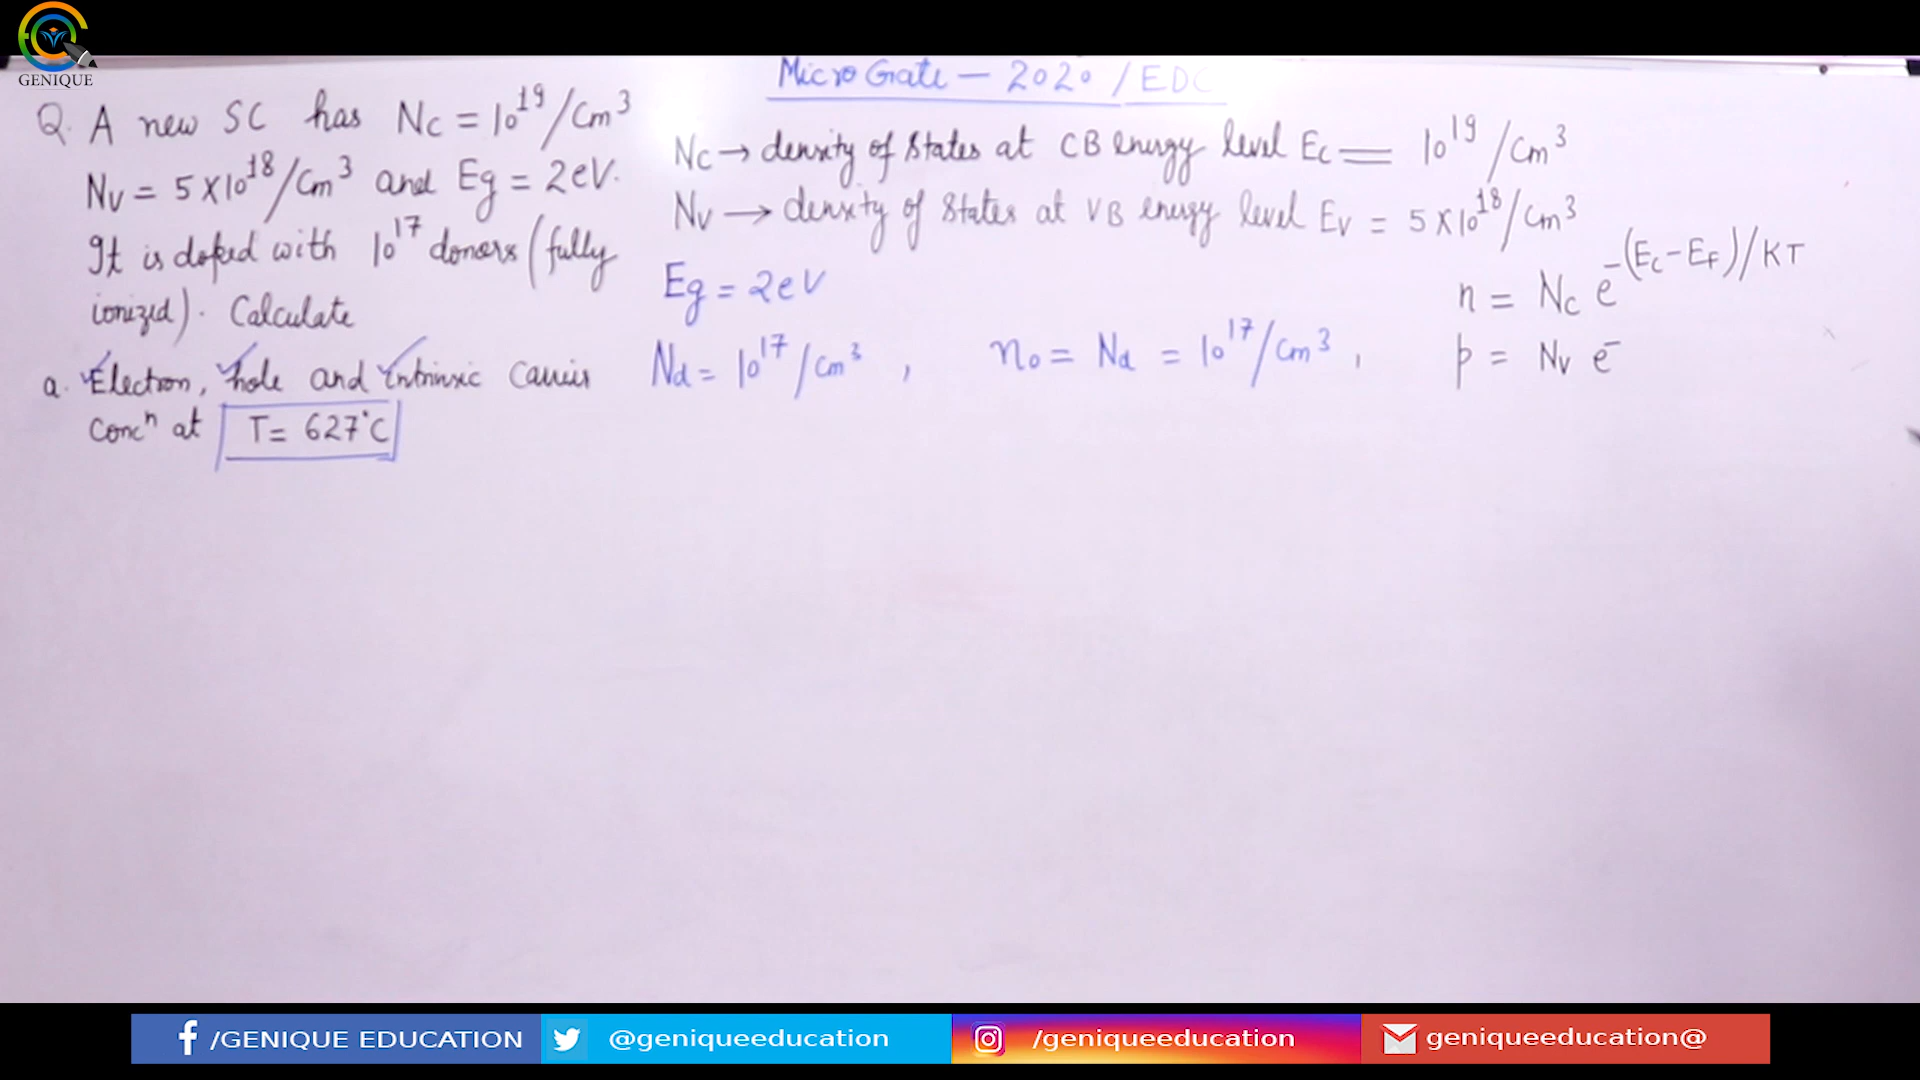 GENIQUE
Micro Gate - 2020 / EDC
Q. A new SC has Nc = 10^19/cm^3
Nv = 5 X 10^18/cm^3 and Eg = 2eV.
It is doped with 10^17 doners (fully
ionized). Calculate
a. Electron, hole and intrinsic carrier
conc^n at T = 627°C
Nc → density of states at CB energy level Ec = 10^19/cm^3
Nv → density of states at VB energy level Ev = 5 X 10^18/cm^3
Eg = 2eV
n = Nc e^-(Ec-EF)/KT
Nd = 10^17/cm^3 , no = Nd = 10^17/cm^3 ,
p = Nv e^-
/GENIQUE EDUCATION
@geniqueeducation
/geniqueeducation
geniqueeducation@